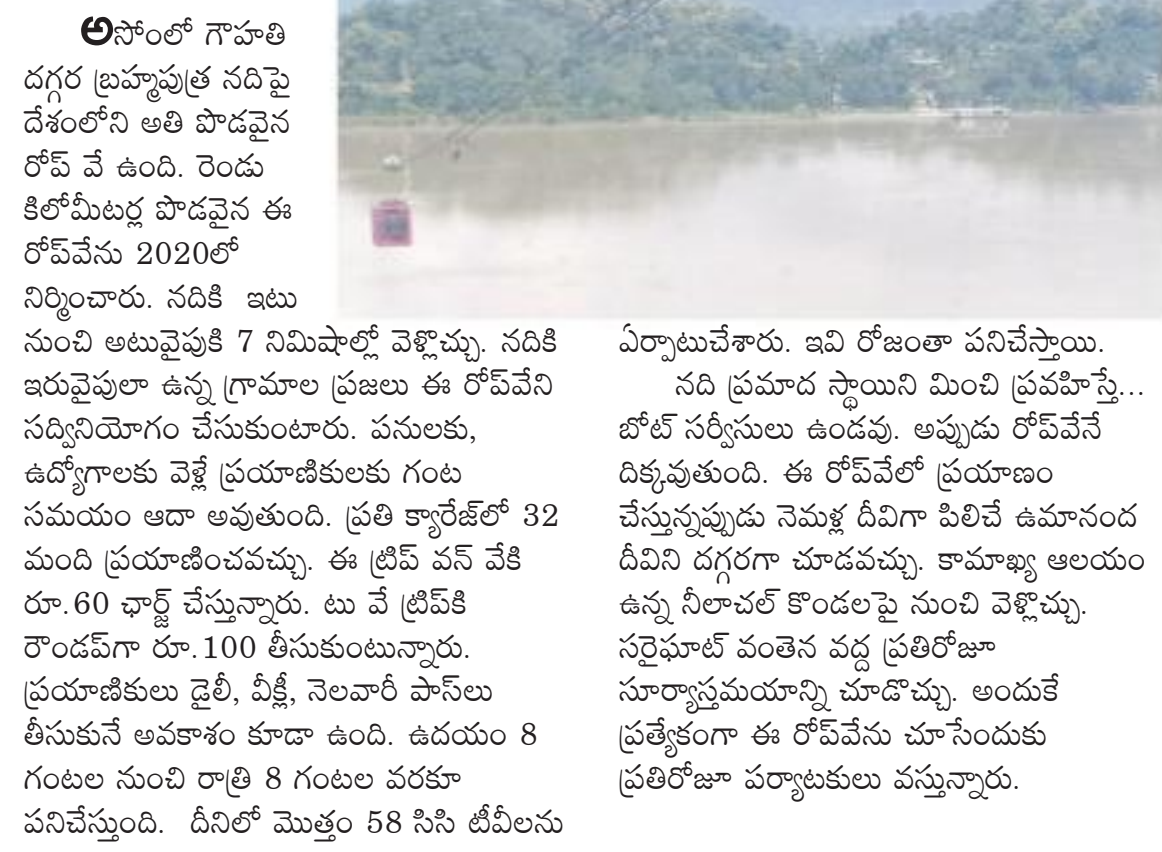 అసోంలో గౌహతి
దగ్గర బ్రహ్మపుత్ర నదిపై
దేశంలోని అతి పొడవైన
రోప్ వే ఉంది. రెండు
కిలోమీటర్ల పొడవైన ఈ
రోప్‌వేను 2020లో
నిర్మించారు. నదికి ఇటు
నుంచి అటువైపుకి 7 నిమిషాల్లో వెళ్లొచ్చు. నదికి
ఇరువైపులా ఉన్న గ్రామాల ప్రజలు ఈ రోప్‌వేని
సద్వినియోగం చేసుకుంటారు. పనులకు,
ఉద్యోగాలకు వెళ్లే ప్రయాణికులకు గంట
సమయం ఆదా అవుతుంది. ప్రతి క్యారేజ్‌లో 32
మంది ప్రయాణించవచ్చు. ఈ ట్రిప్ వన్ వేకి
రూ.60 ఛార్జ్ చేస్తున్నారు. టు వే ట్రిప్‌కి
రౌండప్‌గా రూ.100 తీసుకుంటున్నారు.
ప్రయాణికులు డైలీ, వీక్లీ, నెలవారీ పాస్‌లు
తీసుకునే అవకాశం కూడా ఉంది. ఉదయం 8
గంటల నుంచి రాత్రి 8 గంటల వరకూ
పనిచేస్తుంది. దీనిలో మొత్తం 58 సిసి టీవీలను
ఏర్పాటుచేశారు. ఇవి రోజంతా పనిచేస్తాయి.
నది ప్రమాద స్థాయిని మించి ప్రవహిస్తే...
బోట్ సర్వీసులు ఉండవు. అప్పుడు రోప్‌వేనే
దిక్కవుతుంది. ఈ రోప్‌వేలో ప్రయాణం
చేస్తున్నప్పుడు నెమళ్ల దీవిగా పిలిచే ఉమానంద
దీవిని దగ్గరగా చూడవచ్చు. కామాఖ్య ఆలయం
ఉన్న నీలాచల్ కొండలపై నుంచి వెళ్లొచ్చు.
సరైఘాట్ వంతెన వద్ద ప్రతిరోజూ
సూర్యాస్తమయాన్ని చూడొచ్చు. అందుకే
ప్రత్యేకంగా ఈ రోప్‌వేను చూసేందుకు
ప్రతిరోజూ పర్యాటకులు వస్తున్నారు.